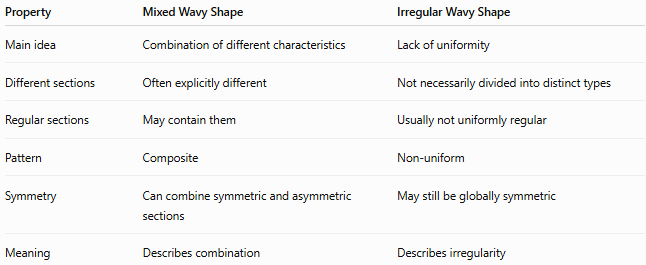 Property Mixed Wavy Shape Irregular Wavy Shape
Main idea Combination of different characteristics Lack of uniformity
Different sections Often explicitly different Not necessarily divided into distinct types
Regular sections May contain them Usually not uniformly regular
Pattern Composite Non-uniform
Symmetry Can combine symmetric and asymmetric May still be globally symmetric
sections
Meaning Describes combination Describes irregularity